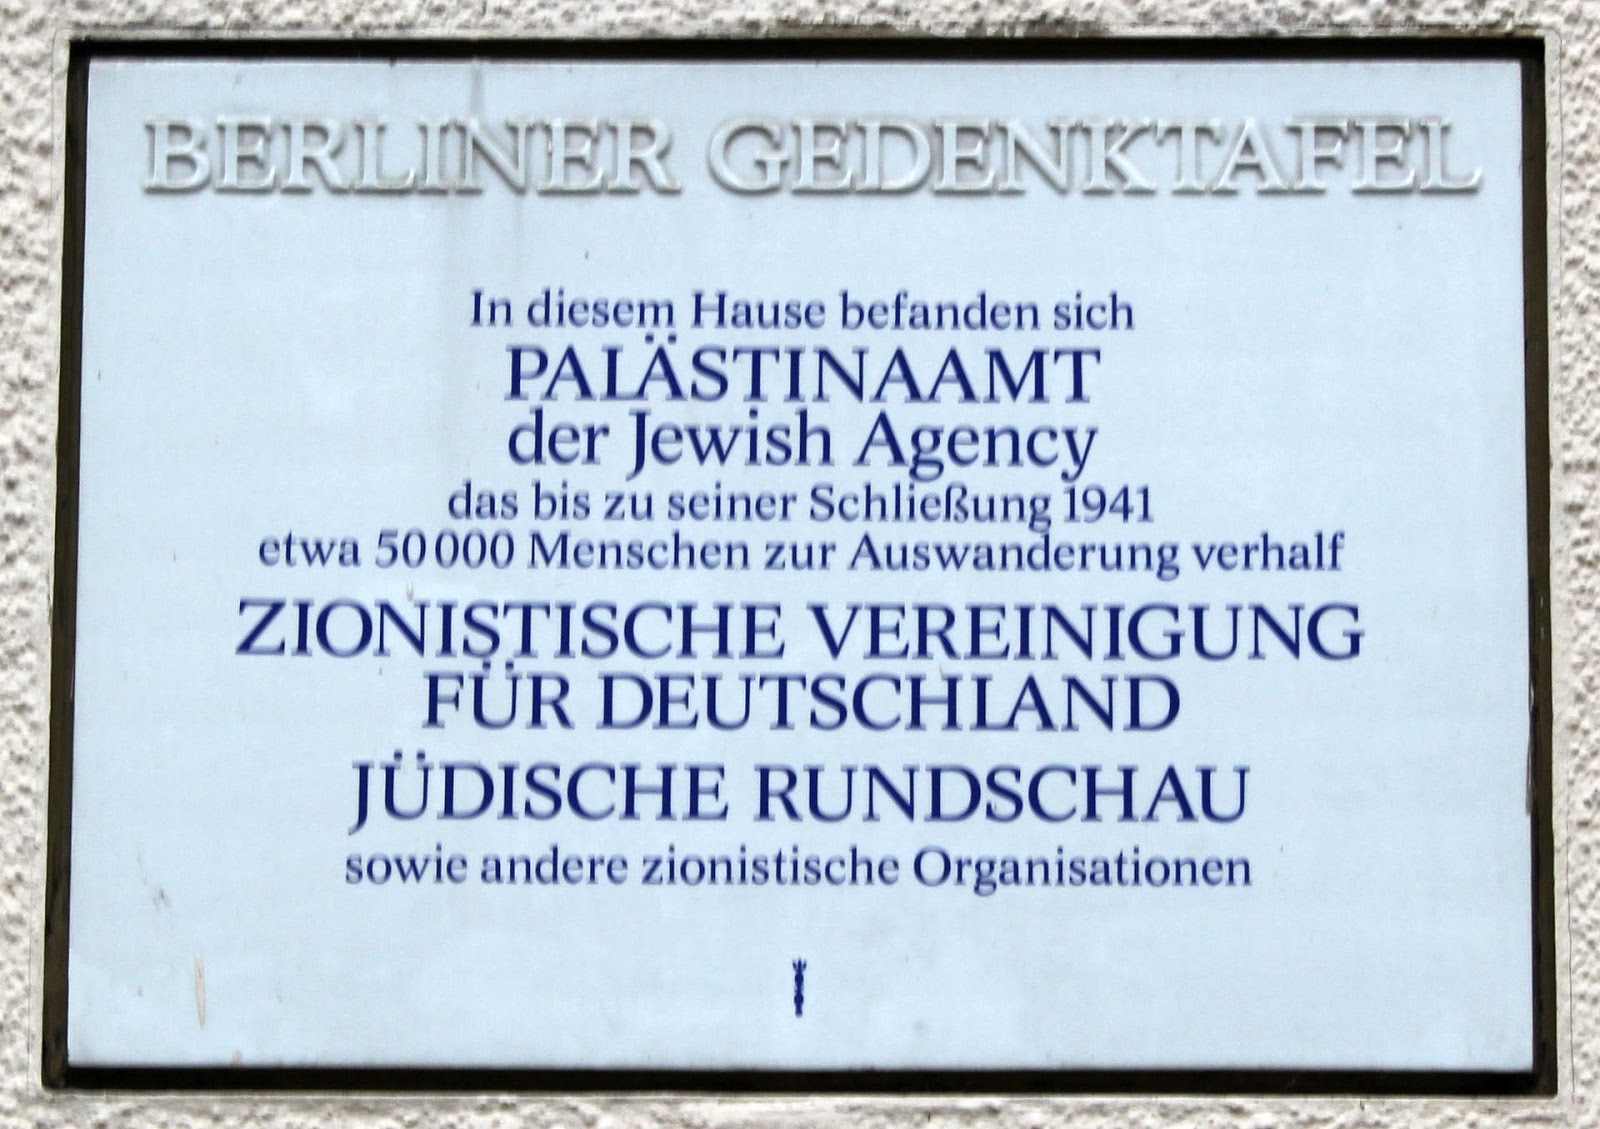 BERLINER GEDENKTAFEL
In diesem Hause befanden sich
PALÄSTINAAMT
der Jewish Agency
das bis zu seiner Schließung 1941
etwa 50 000 Menschen zur Auswanderung verhalf
ZIONISTISCHE VEREINIGUNG
FÜR DEUTSCHLAND
JÜDISCHE RUNDSCHAU
sowie andere zionistische Organisationen